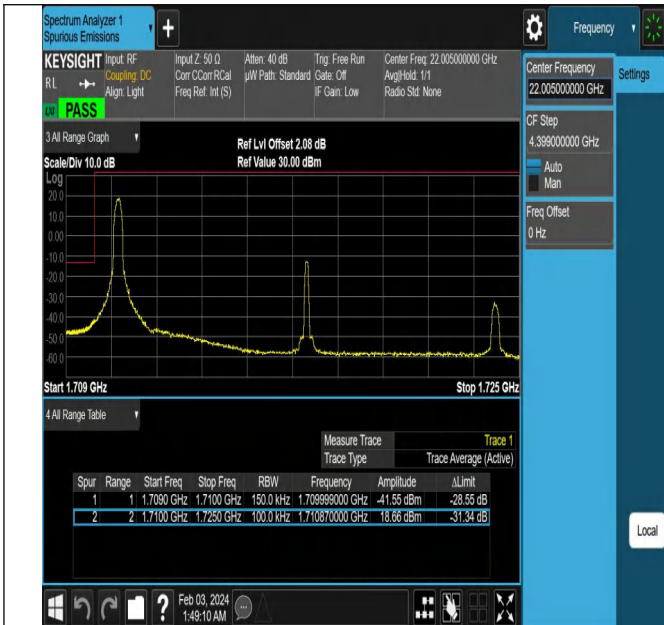 Spectrum Analyzer 1
Spurious Emissions
Frequency
KEYSIGHT
RL
Input: RF
Coupling: DC
Align: Light
Input Z: 50 Ω
Corr CCorr RCal
Freq Ref: Int (S)
Atten: 40 dB
µW Path: Standard
Trig: Free Run
Gate: Off
IF Gain: Low
Center Freq: 22.005000000 GHz
Avg|Hold: 1/1
Radio Std: None
PASS
Center Frequency
22.005000000 GHz
Settings
CF Step
4.399000000 GHz
Auto
Man
Freq Offset
0 Hz
3 All Range Graph
Ref Lvl Offset 2.08 dB
Scale/Div 10.0 dB
Ref Value 30.00 dBm
Log
20.0
10.0
0.00
-10.0
-20.0
-30.0
-40.0
-50.0
-60.0
Start 1.709 GHz
Stop 1.725 GHz
4 All Range Table
Measure Trace Trace 1
Trace Type Trace Average (Active)
Spur Range Start Freq Stop Freq RBW Frequency Amplitude ΔLimit
1 1 1.7090 GHz 1.7100 GHz 150.0 kHz 1.709999000 GHz -41.55 dBm -28.55 dB
2 2 1.7100 GHz 1.7250 GHz 100.0 kHz 1.710870000 GHz 18.66 dBm -31.34 dB
Local
Feb 03, 2024
1:49:10 AM